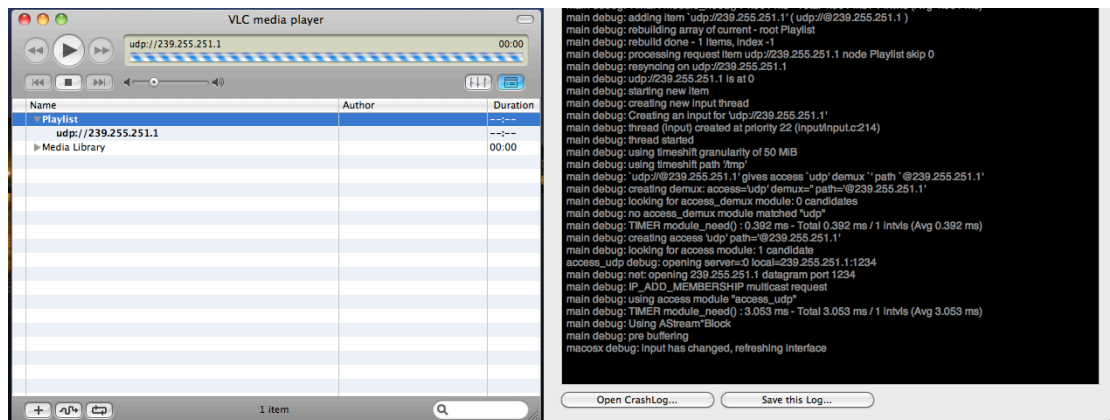 VLC media player
udp://239.255.251.1
00:00
Name Author Duration
Playlist --:--
udp://239.255.251.1 --:--
Media Library 00:00
1 item
main debug: adding item `udp://239.255.251.1' ( udp://@239.255.251.1 )
main debug: rebuilding array of current - root Playlist
main debug: rebuild done - 1 items, index -1
main debug: processing request item udp://239.255.251.1 node Playlist skip 0
main debug: resyncing on udp://239.255.251.1
main debug: udp://239.255.251.1 is at 0
main debug: starting new item
main debug: creating new input thread
main debug: Creating an input for 'udp://239.255.251.1'
main debug: thread (input) created at priority 22 (input/input.c:214)
main debug: thread started
main debug: using timeshift granularity of 50 MiB
main debug: using timeshift path '/tmp'
main debug: `udp://@239.255.251.1' gives access `udp' demux `' path `@239.255.251.1'
main debug: creating demux: access='udp' demux='' path='@239.255.251.1'
main debug: looking for access_demux module: 0 candidates
main debug: no access_demux module matched "udp"
main debug: TIMER module_need() : 0.392 ms - Total 0.392 ms / 1 intvls (Avg 0.392 ms)
main debug: creating access 'udp' path='@239.255.251.1'
main debug: looking for access module: 1 candidate
access_udp debug: opening server=:0 local=239.255.251.1:1234
main debug: net: opening 239.255.251.1 datagram port 1234
main debug: IP_ADD_MEMBERSHIP multicast request
main debug: using access module "access_udp"
main debug: TIMER module_need() : 3.053 ms - Total 3.053 ms / 1 intvls (Avg 3.053 ms)
main debug: Using AStream*Block
main debug: pre buffering
macosx debug: input has changed, refreshing interface
Open CrashLog... Save this Log...